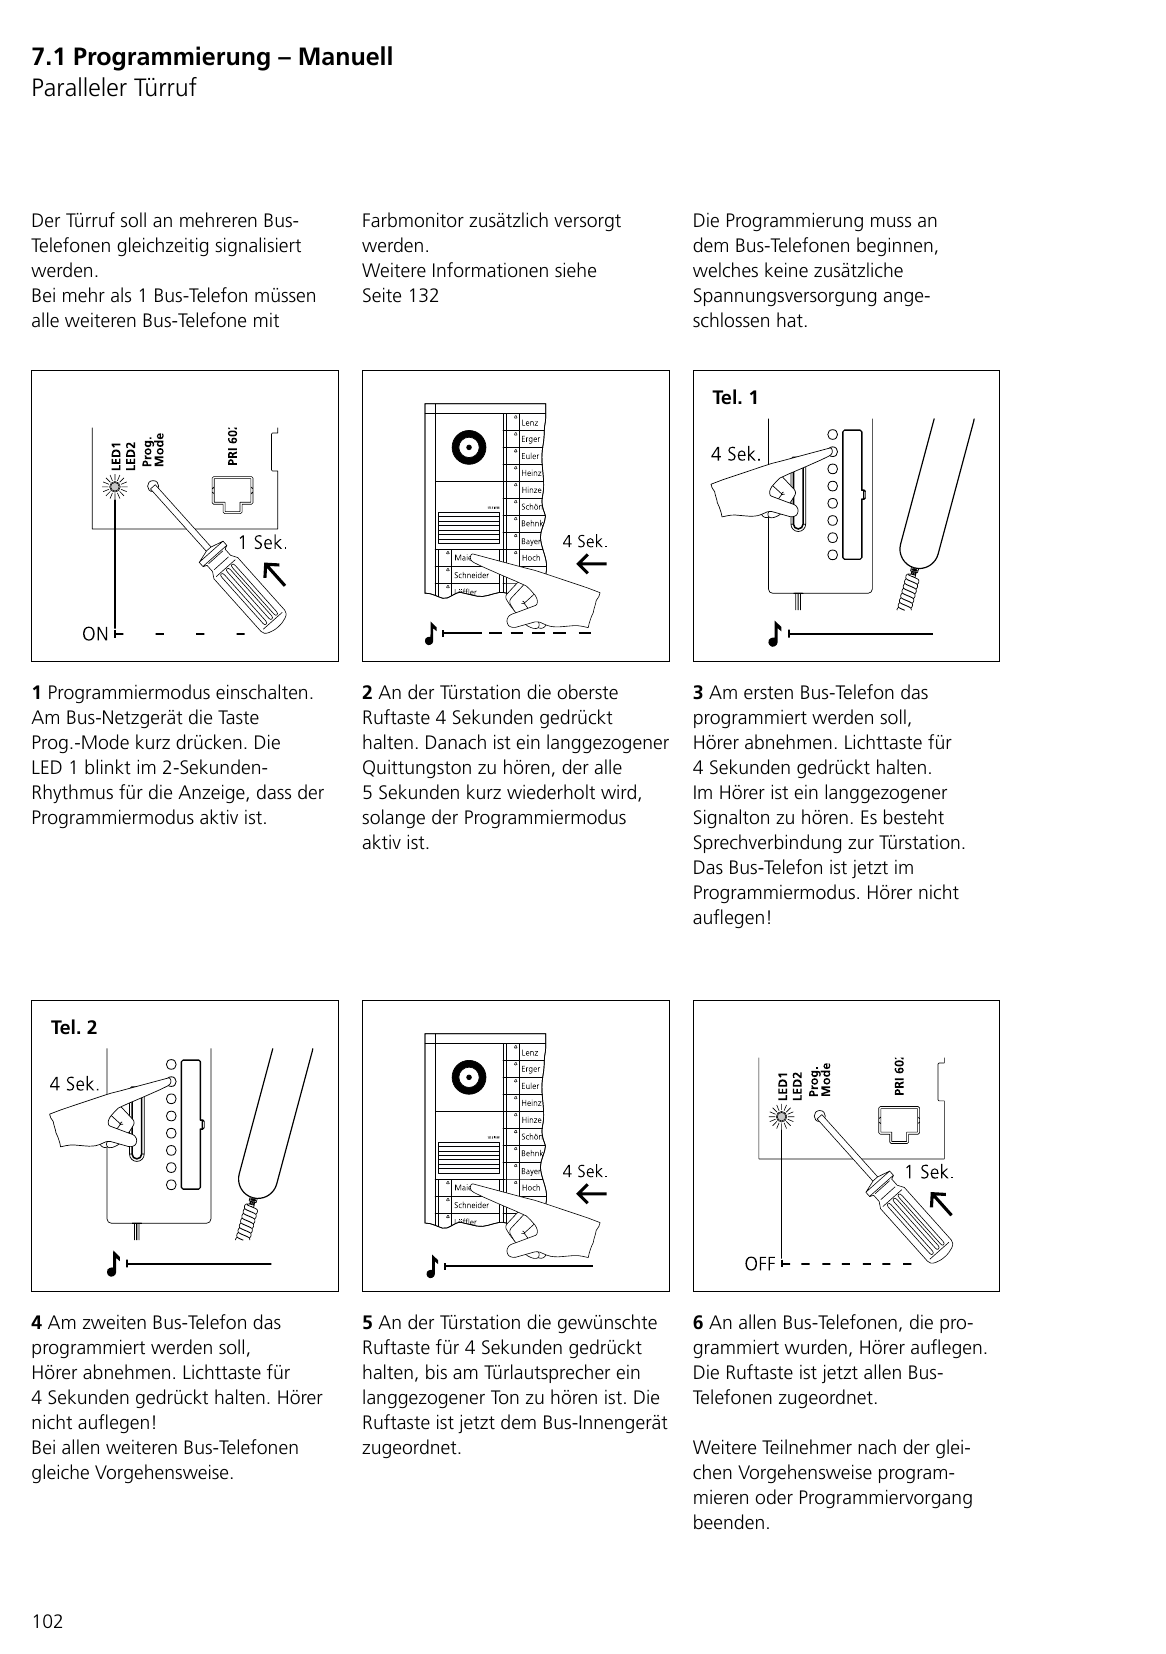 7.1 Programmierung – Manuell
Paralleler Türruf
Der Türruf soll an mehreren Bus-
Telefonen gleichzeitig signalisiert
werden.
Bei mehr als 1 Bus-Telefon müssen
alle weiteren Bus-Telefone mit
Farbmonitor zusätzlich versorgt
werden.
Weitere Informationen siehe
Seite 132
Die Programmierung muss an
dem Bus-Telefonen beginnen,
welches keine zusätzliche
Spannungsversorgung ange-
schlossen hat.
LED1
LED2
Prog.
Mode
PRI 602
1 Sek.
ON
Lenz
Erger
Euler
Heinz
Hinze
Schön
Behnk
Bayer
Hoch
Maie
Schneider
Löffler
4 Sek.
Tel. 1
4 Sek.
1 Programmiermodus einschalten.
Am Bus-Netzgerät die Taste
Prog.-Mode kurz drücken. Die
LED 1 blinkt im 2-Sekunden-
Rhythmus für die Anzeige, dass der
Programmiermodus aktiv ist.
2 An der Türstation die oberste
Ruftaste 4 Sekunden gedrückt
halten. Danach ist ein langgezogener
Quittungston zu hören, der alle
5 Sekunden kurz wiederholt wird,
solange der Programmiermodus
aktiv ist.
3 Am ersten Bus-Telefon das
programmiert werden soll,
Hörer abnehmen. Lichttaste für
4 Sekunden gedrückt halten.
Im Hörer ist ein langgezogener
Signalton zu hören. Es besteht
Sprechverbindung zur Türstation.
Das Bus-Telefon ist jetzt im
Programmiermodus. Hörer nicht
auflegen!
Tel. 2
4 Sek.
Lenz
Erger
Euler
Heinz
Hinze
Schön
Behnk
Bayer
Hoch
Maie
Schneider
Löffler
4 Sek.
LED1
LED2
Prog.
Mode
PRI 602
1 Sek.
OFF
4 Am zweiten Bus-Telefon das
programmiert werden soll,
Hörer abnehmen. Lichttaste für
4 Sekunden gedrückt halten. Hörer
nicht auflegen!
Bei allen weiteren Bus-Telefonen
gleiche Vorgehensweise.
5 An der Türstation die gewünschte
Ruftaste für 4 Sekunden gedrückt
halten, bis am Türlautsprecher ein
langgezogener Ton zu hören ist. Die
Ruftaste ist jetzt dem Bus-Innengerät
zugeordnet.
6 An allen Bus-Telefonen, die pro-
grammiert wurden, Hörer auflegen.
Die Ruftaste ist jetzt allen Bus-
Telefonen zugeordnet.
Weitere Teilnehmer nach der glei-
chen Vorgehensweise program-
mieren oder Programmiervorgang
beenden.
102